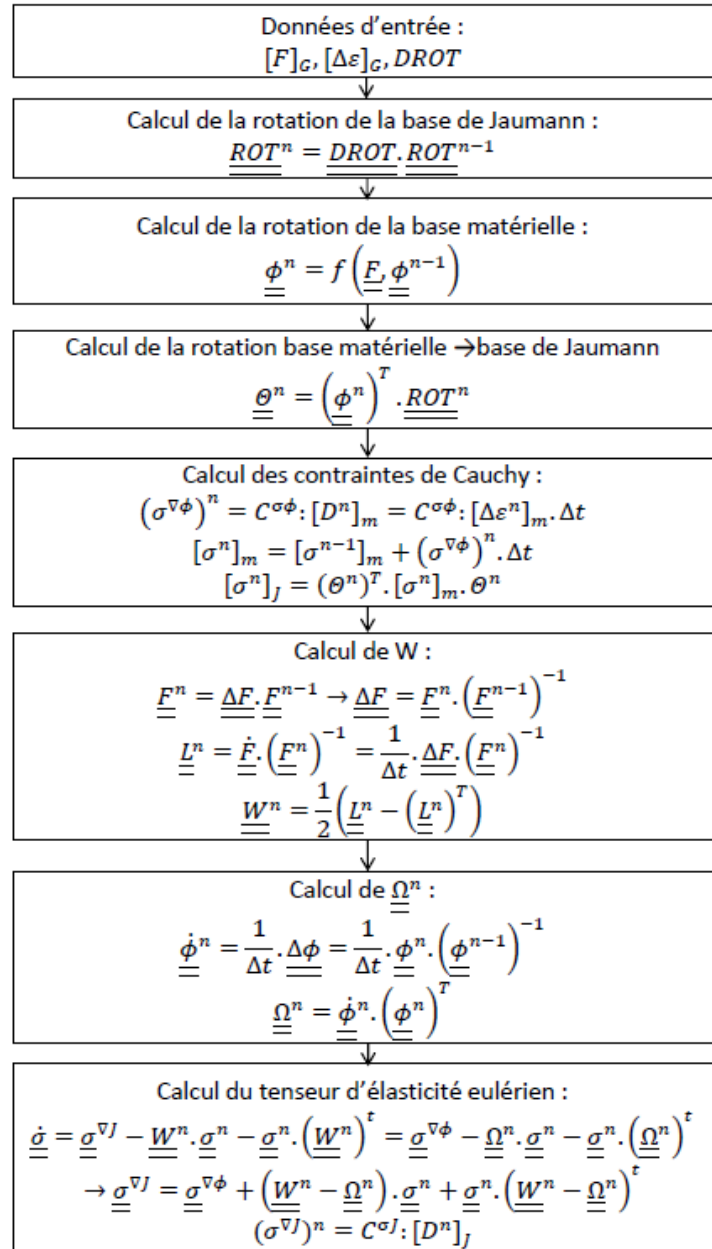 Données d'entrée :
[F]_G, [Δε]_G, DROT
Calcul de la rotation de la base de Jaumann :
ROT^n = DROT. ROT^{n-1}
Calcul de la rotation de la base matérielle :
ϕ^n = f(F, ϕ^{n-1})
Calcul de la rotation base matérielle →base de Jaumann
Θ^n = (ϕ^n)^T . ROT^n
Calcul des contraintes de Cauchy :
(σ^{∇ϕ})^n = C^{σϕ}: [D^n]_m = C^{σϕ}: [Δε^n]_m. Δt
[σ^n]_m = [σ^{n-1}]_m + (σ^{∇ϕ})^n. Δt
[σ^n]_J = (Θ^n)^T. [σ^n]_m. Θ^n
Calcul de W :
F^n = ΔF. F^{n-1} → ΔF = F^n. (F^{n-1})^{-1}
L^n = Ḟ. (F^n)^{-1} = 1/Δt. ΔF. (F^n)^{-1}
W^n = 1/2 (L^n − (L^n)^T)
Calcul de Ω^n :
ϕ̇^n = 1/Δt. Δϕ = 1/Δt. ϕ^n. (ϕ^{n-1})^{-1}
Ω^n = ϕ̇^n. (ϕ^n)^T
Calcul du tenseur d'élasticité eulérien :
σ̇ = σ^{∇J} − W^n. σ^n − σ^n. (W^n)^t = σ^{∇ϕ} − Ω^n. σ^n − σ^n. (Ω^n)^t
→ σ^{∇J} = σ^{∇ϕ} + (W^n − Ω^n). σ^n + σ^n. (W^n − Ω^n)^t
(σ^{∇J})^n = C^{σJ}: [D^n]_J